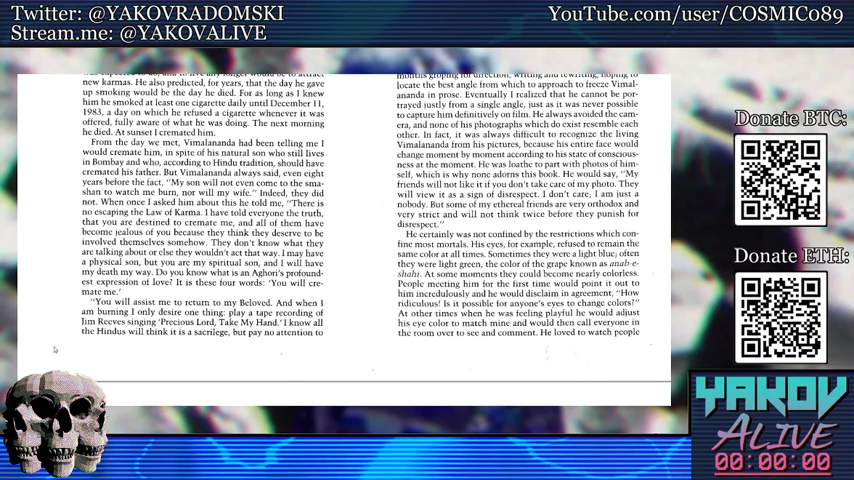 Twitter: @YAKOVRADOMSKI
Stream.me: @YAKOVALIVE
YouTube.com/user/COSMIC089
new karmas. He also predicted, for years, that the day he gave
up smoking would be the day he died. For as long as I knew
him he smoked at least one cigarette daily until December 11,
1983, a day on which he refused a cigarette whenever it was
offered, fully aware of what he was doing. The next morning
he died. At sunset I cremated him.
From the day we met, Vimalananda had been telling me I
would cremate him, in spite of his natural son who still lives
in Bombay and who, according to Hindu tradition, should have
cremated his father. But Vimalananda always said, even eight
years before the fact, "My son will not even come to the sma-
shan to watch me burn, nor will my wife." Indeed, they did
not. When once I asked him about this he told me, "There is
no escaping the Law of Karma. I have told everyone the truth,
that you are destined to cremate me, and all of them have
become jealous of you because they think they deserve to be
involved themselves somehow. They don't know what they
are talking about or else they wouldn't act that way. I may have
a physical son, but you are my spiritual son, and I will have
my death my way. Do you know what is an Aghori's profound-
est expression of love? It is these four words: 'You will cre-
mate me.'
"You will assist me to return to my Beloved. And when I
am burning I only desire one thing: play a tape recording of
Jim Reeves singing 'Precious Lord, Take My Hand.' I know all
the Hindus will think it is a sacrilege, but pay no attention to
months groping for direction, writing and rewriting, hoping to
locate the best angle from which to approach to freeze Vimal-
ananda in prose. Eventually I realized that he cannot be por-
trayed justly from a single angle, just as it was never possible
to capture him definitively on film. He always avoided the cam-
era, and none of his photographs which do exist resemble each
other. In fact, it was always difficult to recognize the living
Vimalananda from his pictures, because his entire face would
change moment by moment according to his state of conscious-
ness at the moment. He was loathe to part with photos of him-
self, which is why none adorns this book. He would say, "My
friends will not like it if you don't take care of my photo. They
will view it as a sign of disrespect. I don't care; I am just a
nobody. But some of my ethereal friends are very orthodox and
very strict and will not think twice before they punish for
disrespect."
He certainly was not confined by the restrictions which con-
fine most mortals. His eyes, for example, refused to remain the
same color at all times. Sometimes they were a light blue; often
they were light green, the color of the grape known as anab-e-
shahi. At some moments they could become nearly colorless.
People meeting him for the first time would point it out to
him incredulously and he would disclaim in agreement, "How
ridiculous! Is it possible for anyone's eyes to change colors?"
At other times when he was feeling playful he would adjust
his eye color to match mine and would then call everyone in
the room over to see and comment. He loved to watch people
Donate BTC:
Donate ETH:
YAKOV
ALIVE
00:00:00